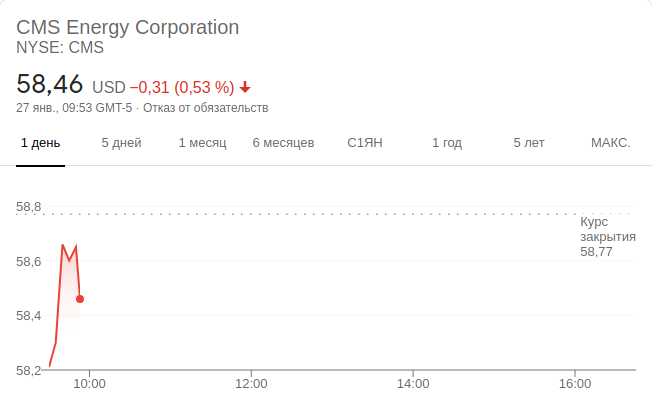 CMS Energy Corporation
NYSE: CMS
58,46 USD −0,31 (0,53 %)
27 янв., 09:53 GMT-5 · Отказ от обязательств
1 день 5 дней 1 месяц 6 месяцев С1ЯН 1 год 5 лет МАКС.
58,8
Курс
закрытия
58,77
58,6
58,4
58,2
10:00 12:00 14:00 16:00